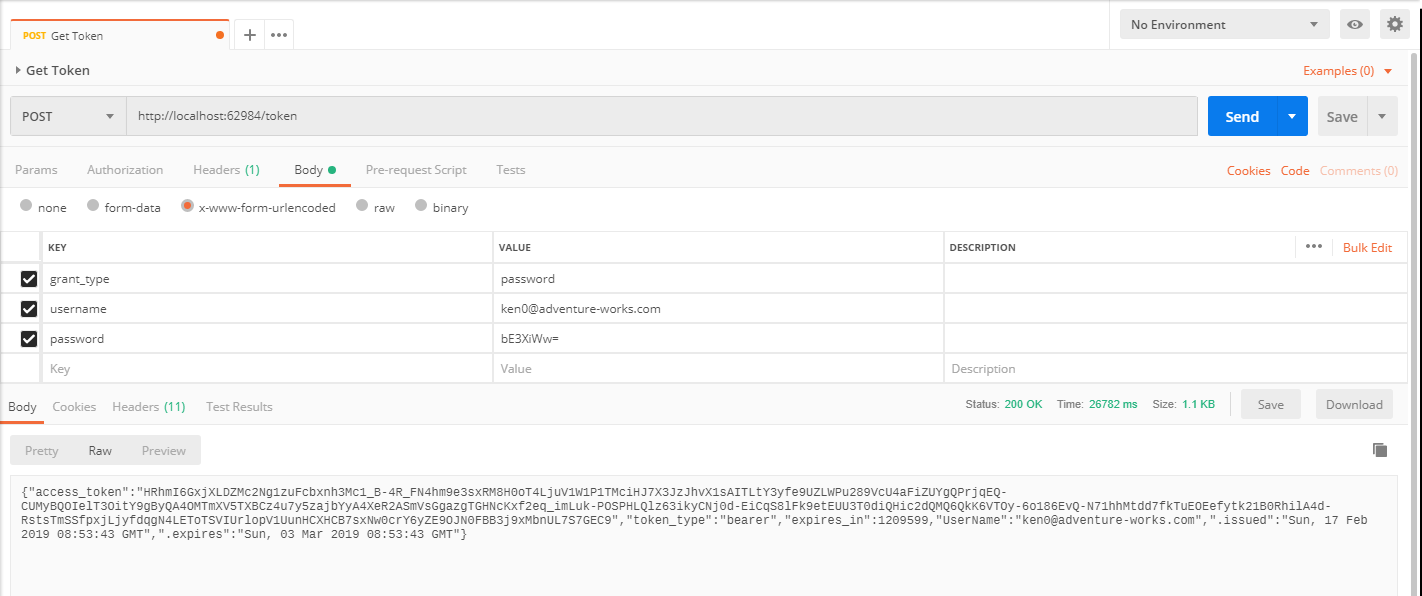 POST Get Token
No Environment
Get Token
Examples (0)
POST
http://localhost:62984/token
Send
Save
Params Authorization Headers (1) Body Pre-request Script Tests
Cookies Code Comments (0)
none form-data x-www-form-urlencoded raw binary
KEY VALUE DESCRIPTION
Bulk Edit
grant_type password
username ken0@adventure-works.com
password bE3XiWw=
Key Value Description
Body Cookies Headers (11) Test Results
Status: 200 OK Time: 26782 ms Size: 1.1 KB
Save Download
Pretty Raw Preview
{"access_token":"HRhmI6GxjXLDZMc2Ng1zuFcbxnh3Mc1_B-4R_FN4hm9e3sxRM8H0oT4LjuV1W1P1TMciHJ7X3JzJhvX1sAITLtY3yfe9UZLWPu289VcU4aFiZUYgQPrjqEQ-
CUMyBQOIelT3OitY9gByQA4OMTmXV5TXBCz4u7y5zajbYyA4XeR2ASmVsGgazgTGHNcKxf2eq_imLuk-POSPHLQlz63ikyCNj0d-EiCqS8lFk9etEUU3T0diQHic2dQMQ6QkK6VTOy-6o186EvQ-N71hhMtdd7fkTuEOEefytk21B0RhilA4d-
RstsTmSSfpxjLjyfdqgN4LEToTSVIUrlopV1UunHCXHCB7sxNw0crY6yZE9OJN0FBB3j9xMbnUL7S7GEC9","token_type":"bearer","expires_in":1209599,"UserName":"ken0@adventure-works.com",".issued":"Sun, 17 Feb
2019 08:53:43 GMT",".expires":"Sun, 03 Mar 2019 08:53:43 GMT"}